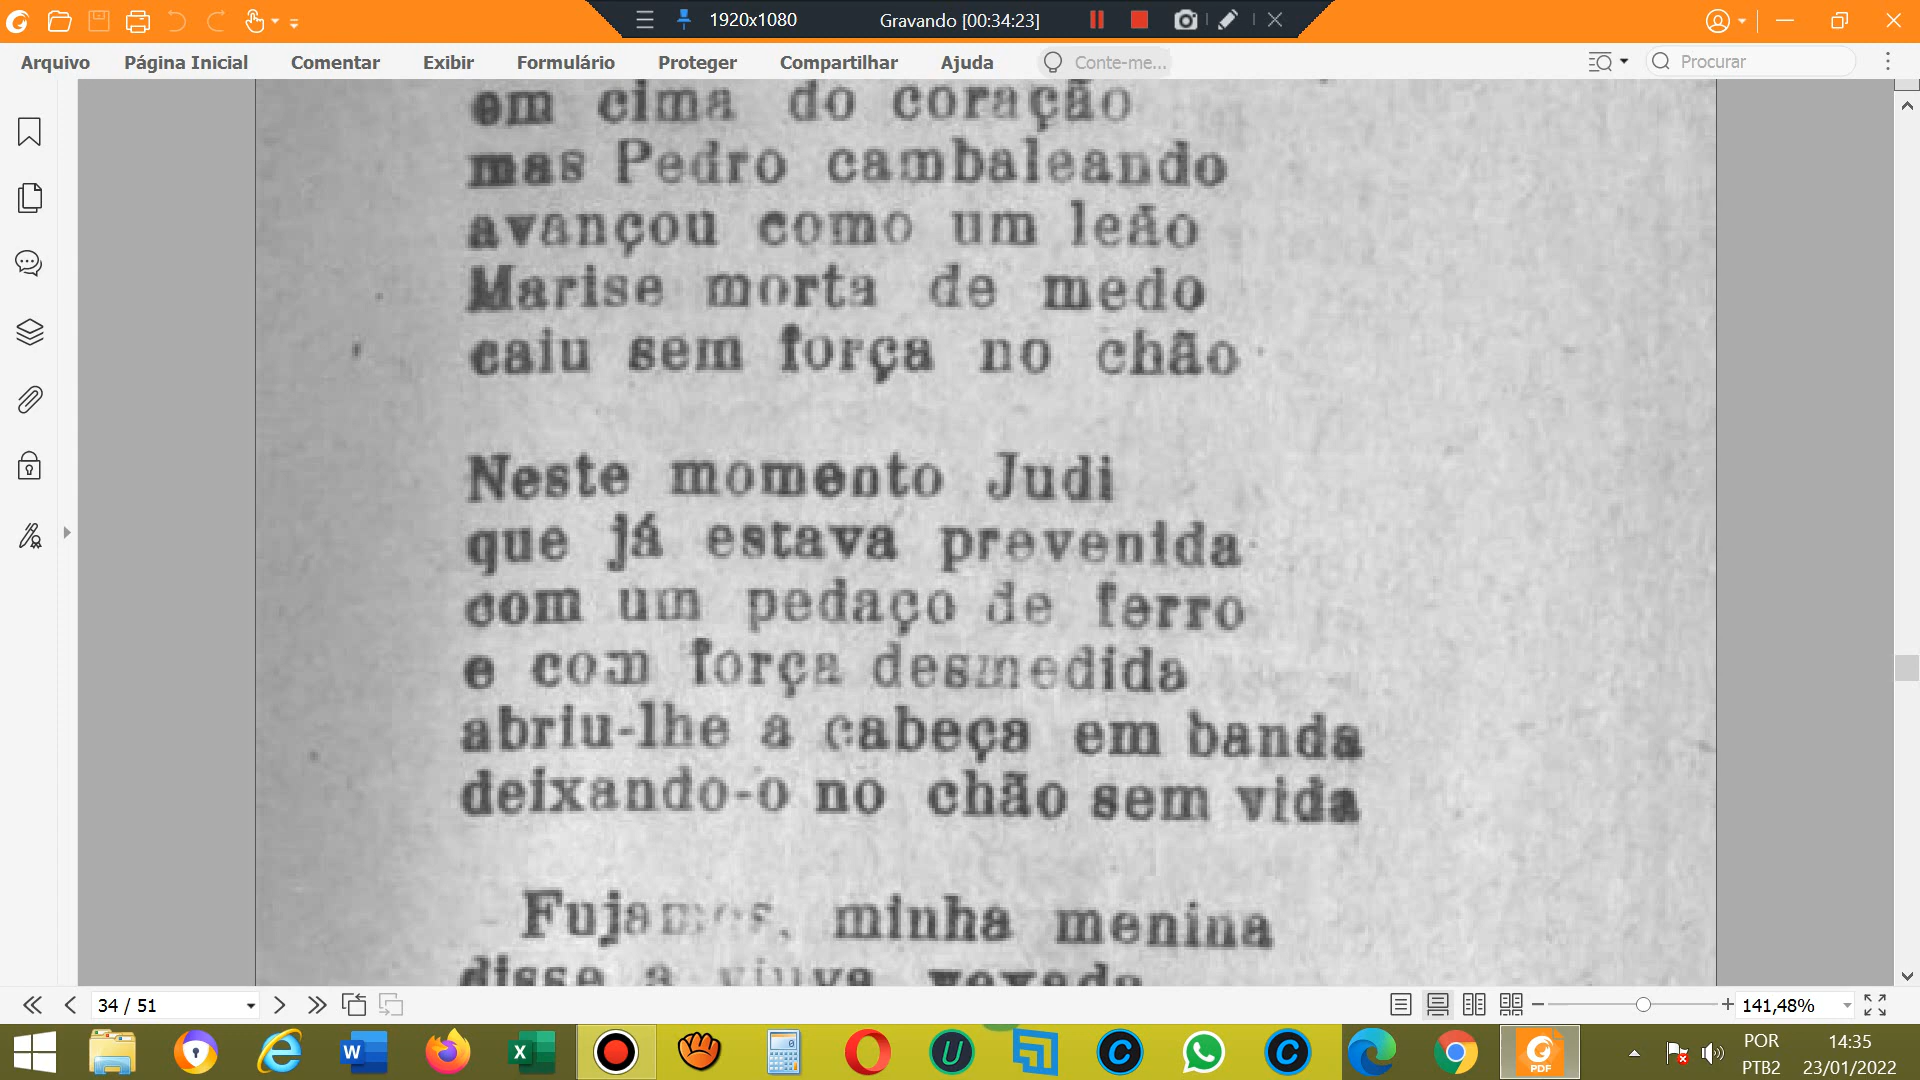 1920x1080
Gravando [00:34:23]
Arquivo Página Inicial Comentar Exibir Formulário Proteger Compartilhar Ajuda Conte-me... Procurar
em cima do coração
mas Pedro cambaleando
avançou como um leão
Marise morta de medo
caiu sem força no chão
Neste momento Judi
que já estava prevenida
com um pedaço de ferro
e com força desmedida
abriu-lhe a cabeça em banda
deixando-o no chão sem vida
Fujamos, minha menina
disse a viuva vexada
34 / 51
141,48%
POR
PTB2
14:35
23/01/2022
PDF